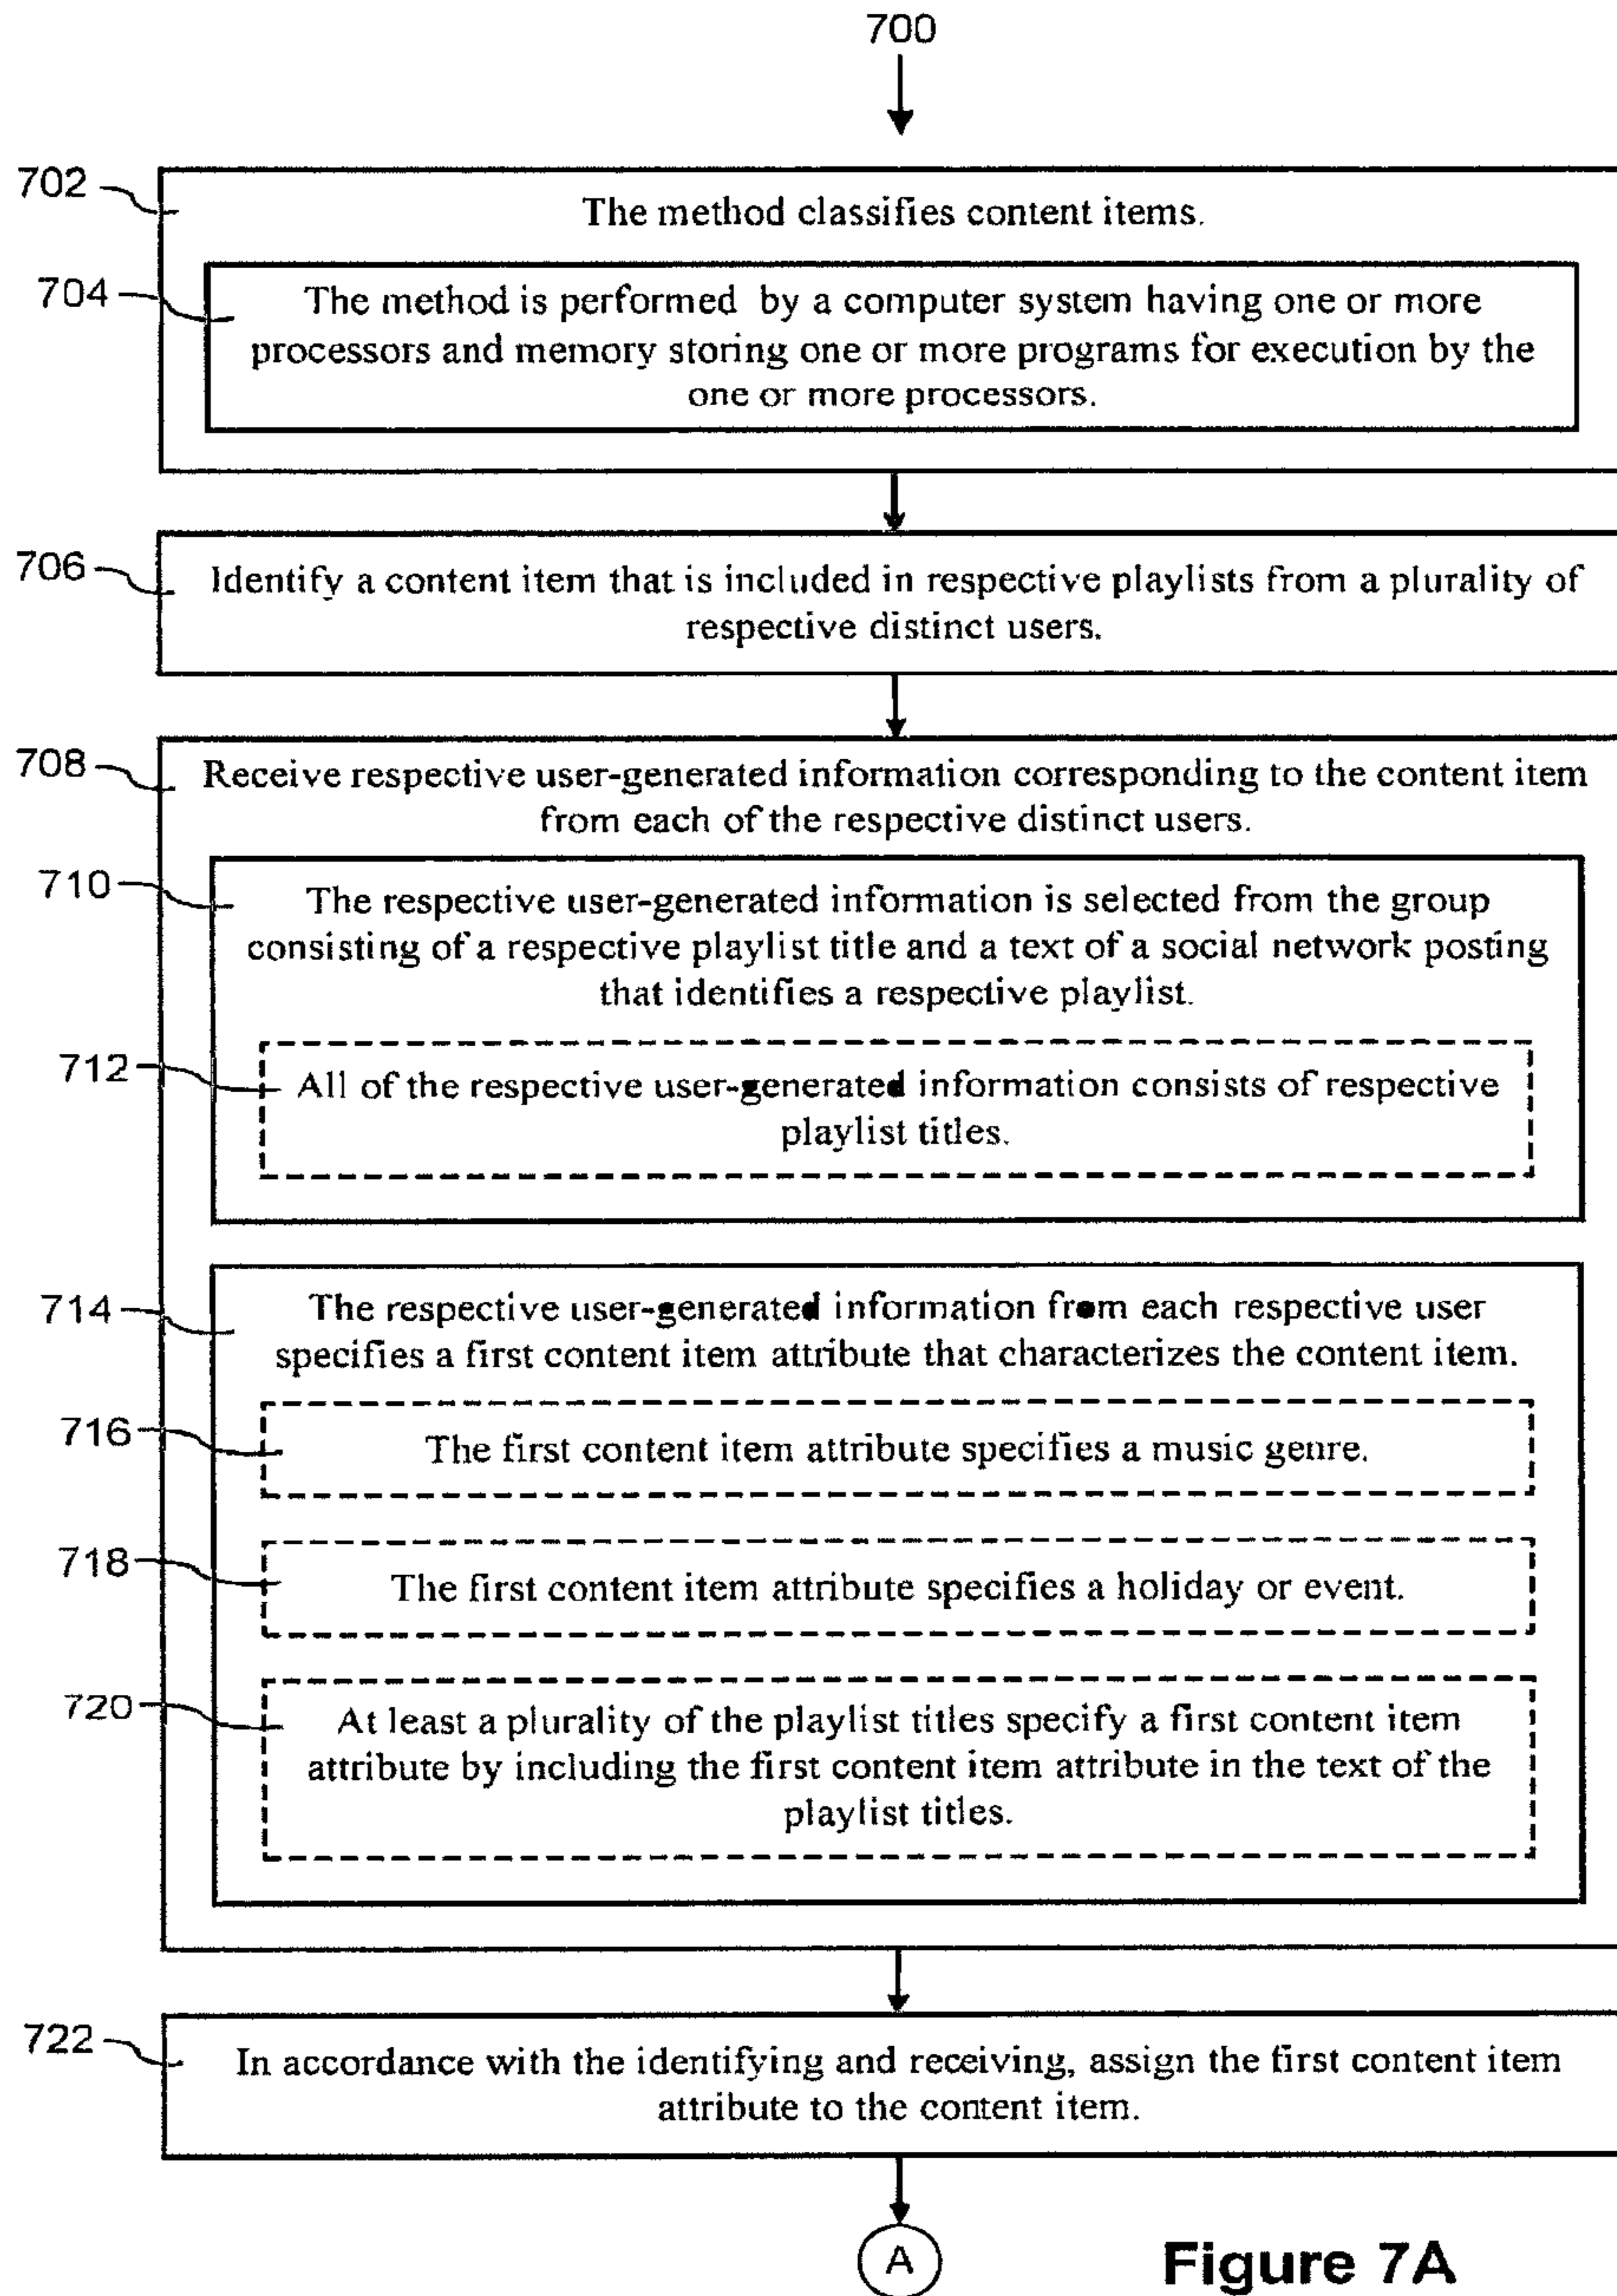 700
702
The method classifies content items.
704
The method is performed by a computer system having one or more
processors and memory storing one or more programs for execution by the
one or more processors.
706
Identify a content item that is included in respective playlists from a plurality of
respective distinct users.
708
Receive respective user-generated information corresponding to the content item
from each of the respective distinct users.
710
The respective user-generated information is selected from the group
consisting of a respective playlist title and a text of a social network posting
that identifies a respective playlist.
712
All of the respective user-generated information consists of respective
playlist titles.
714
The respective user-generated information from each respective user
specifies a first content item attribute that characterizes the content item.
716
The first content item attribute specifies a music genre.
718
The first content item attribute specifies a holiday or event.
720
At least a plurality of the playlist titles specify a first content item
attribute by including the first content item attribute in the text of the
playlist titles.
722
In accordance with the identifying and receiving, assign the first content item
attribute to the content item.
A
Figure 7A